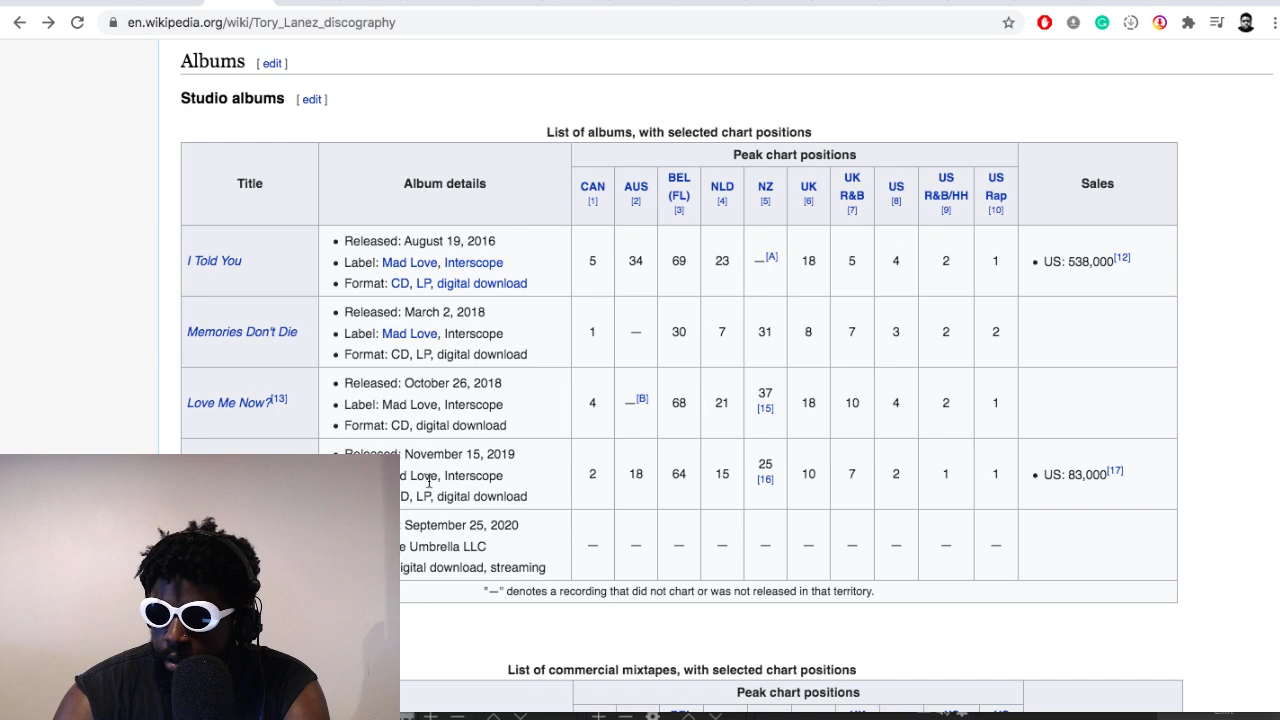 en.wikipedia.org/wiki/Tory_Lanez_discography
Albums [ edit ]
Studio albums [ edit ]
List of albums, with selected chart positions
Title Album details Peak chart positions Sales
CAN [1] AUS [2] BEL (FL) [3] NLD [4] NZ [5] UK [6] UK R&B [7] US [8] US R&B/HH [9] US Rap [10]
I Told You
Released: August 19, 2016
Label: Mad Love, Interscope
Format: CD, LP, digital download
5 34 69 23 —[A] 18 5 4 2 1
US: 538,000[12]
Memories Don't Die
Released: March 2, 2018
Label: Mad Love, Interscope
Format: CD, LP, digital download
1 — 30 7 31 8 7 3 2 2
Love Me Now?[13]
Released: October 26, 2018
Label: Mad Love, Interscope
Format: CD, digital download
4 —[B] 68 21 37 [15] 18 10 4 2 1
Released: November 15, 2019
d Love, Interscope
D, LP, digital download
2 18 64 15 25 [16] 10 7 2 1 1
US: 83,000[17]
: September 25, 2020
e Umbrella LLC
igital download, streaming
— — — — — — — — — —
"—" denotes a recording that did not chart or was not released in that territory.
List of commercial mixtapes, with selected chart positions
Peak chart positions